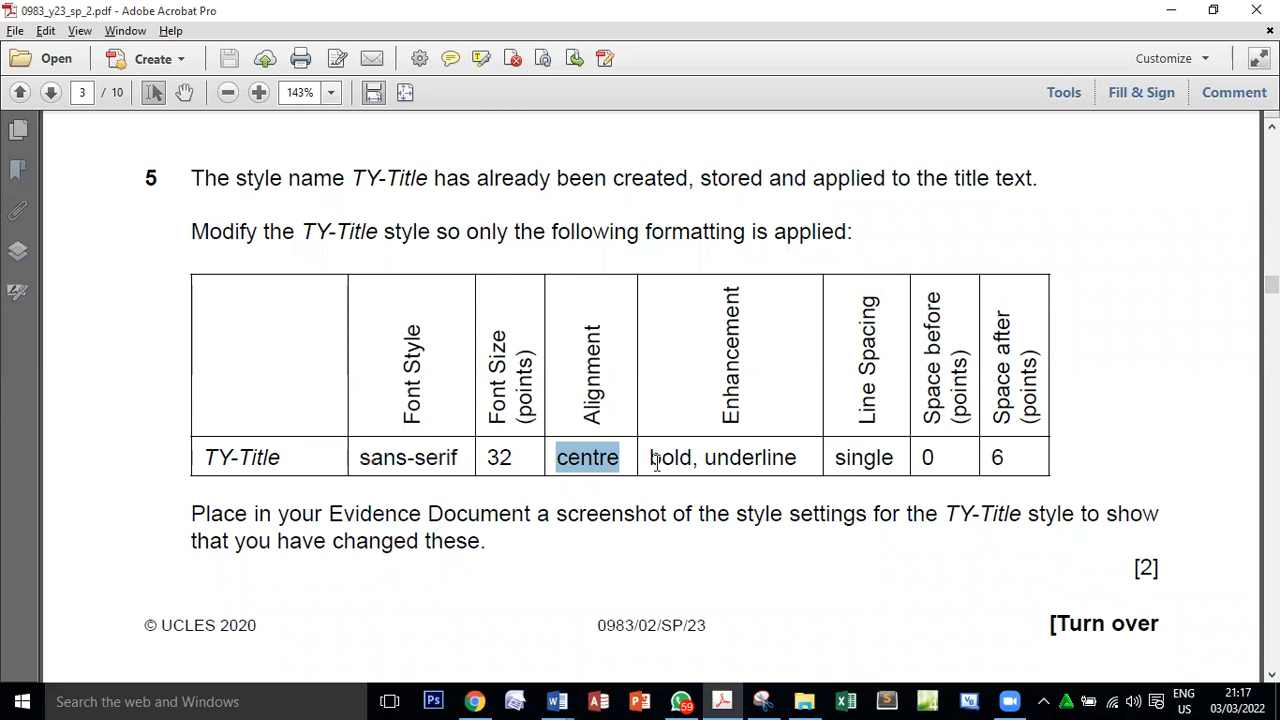 0983_y23_sp_2.pdf - Adobe Acrobat Pro
File Edit View Window Help
Open Create Customize
3 / 10 143% Tools Fill & Sign Comment
5 The style name TY-Title has already been created, stored and applied to the title text.
Modify the TY-Title style so only the following formatting is applied:
Font Style
Font Size (points)
Alignment
Enhancement
Line Spacing
Space before (points)
Space after (points)
TY-Title sans-serif 32 centre bold, underline single 0 6
Place in your Evidence Document a screenshot of the style settings for the TY-Title style to show
that you have changed these.
[2]
© UCLES 2020 0983/02/SP/23 [Turn over
Search the web and Windows
59
ENG 21:17
US 03/03/2022